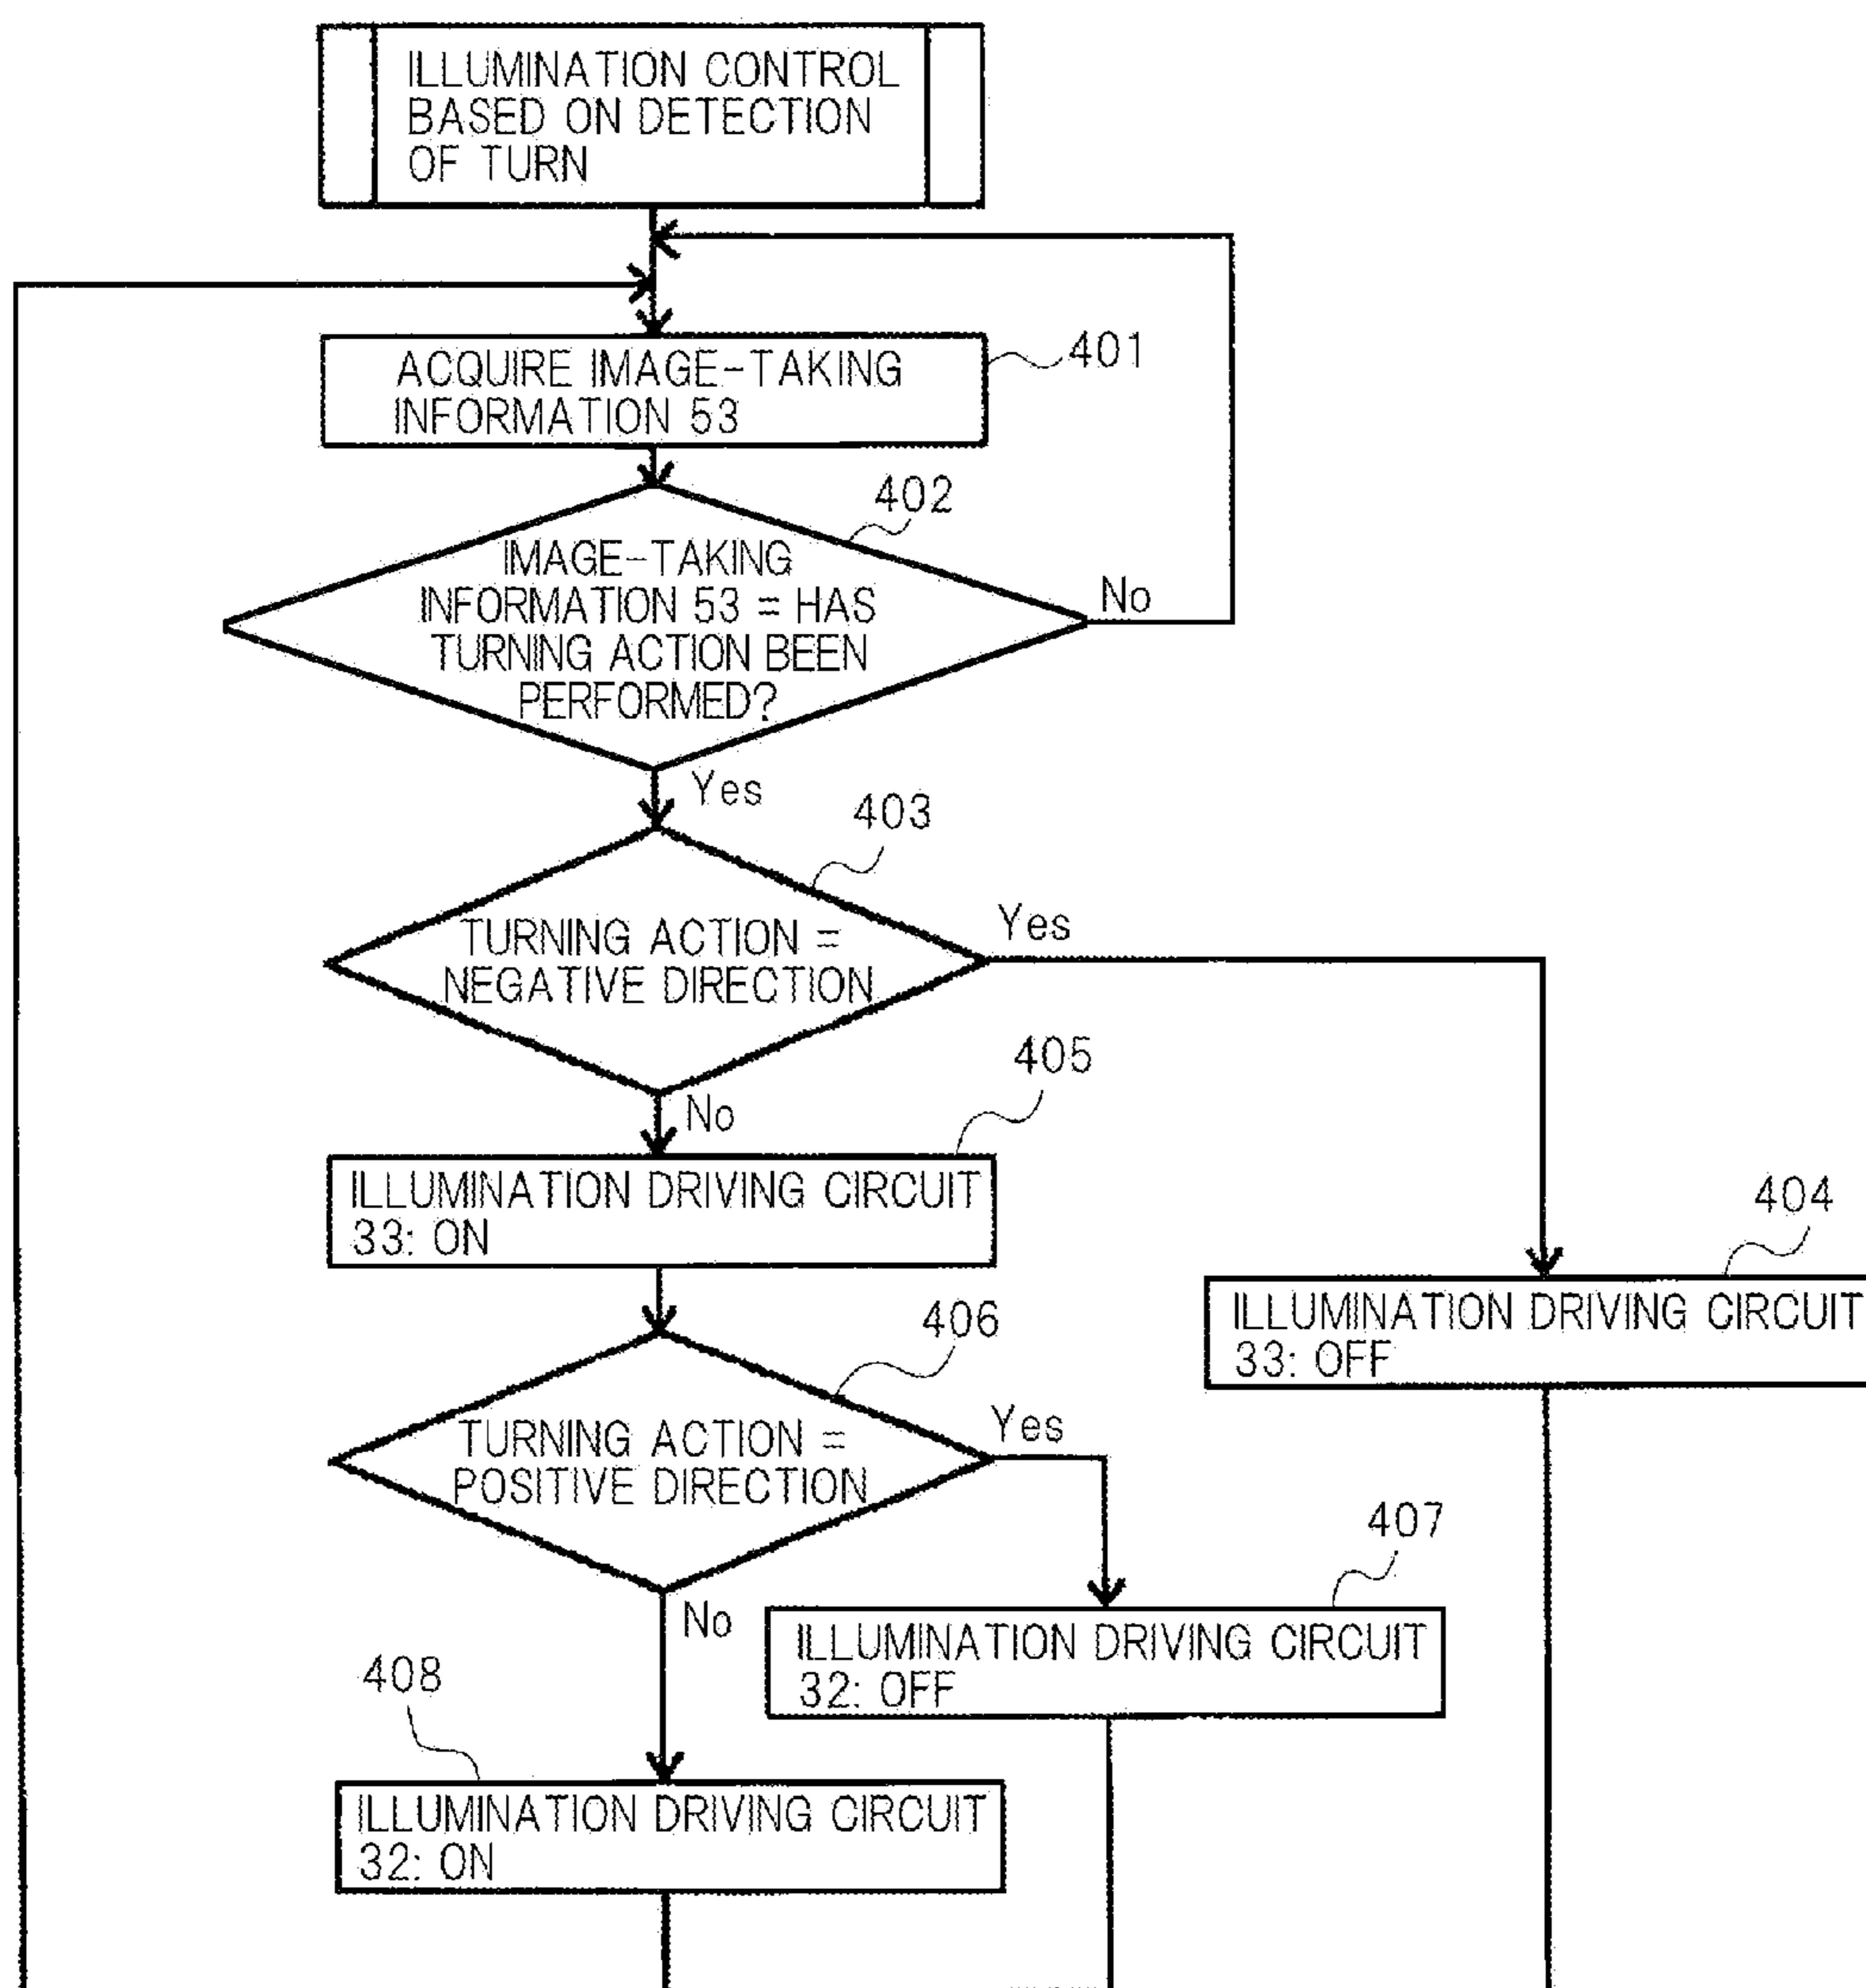 ILLUMINATION CONTROL
BASED ON DETECTION
OF TURN
ACQUIRE IMAGE-TAKING
INFORMATION 53
401
402
IMAGE-TAKING
INFORMATION 53 = HAS
TURNING ACTION BEEN
PERFORMED?
No
Yes
403
TURNING ACTION =
NEGATIVE DIRECTION
Yes
No
405
ILLUMINATION DRIVING CIRCUIT
33: ON
404
ILLUMINATION DRIVING CIRCUIT
33: OFF
406
TURNING ACTION =
POSITIVE DIRECTION
Yes
No
407
ILLUMINATION DRIVING CIRCUIT
32: OFF
408
ILLUMINATION DRIVING CIRCUIT
32: ON